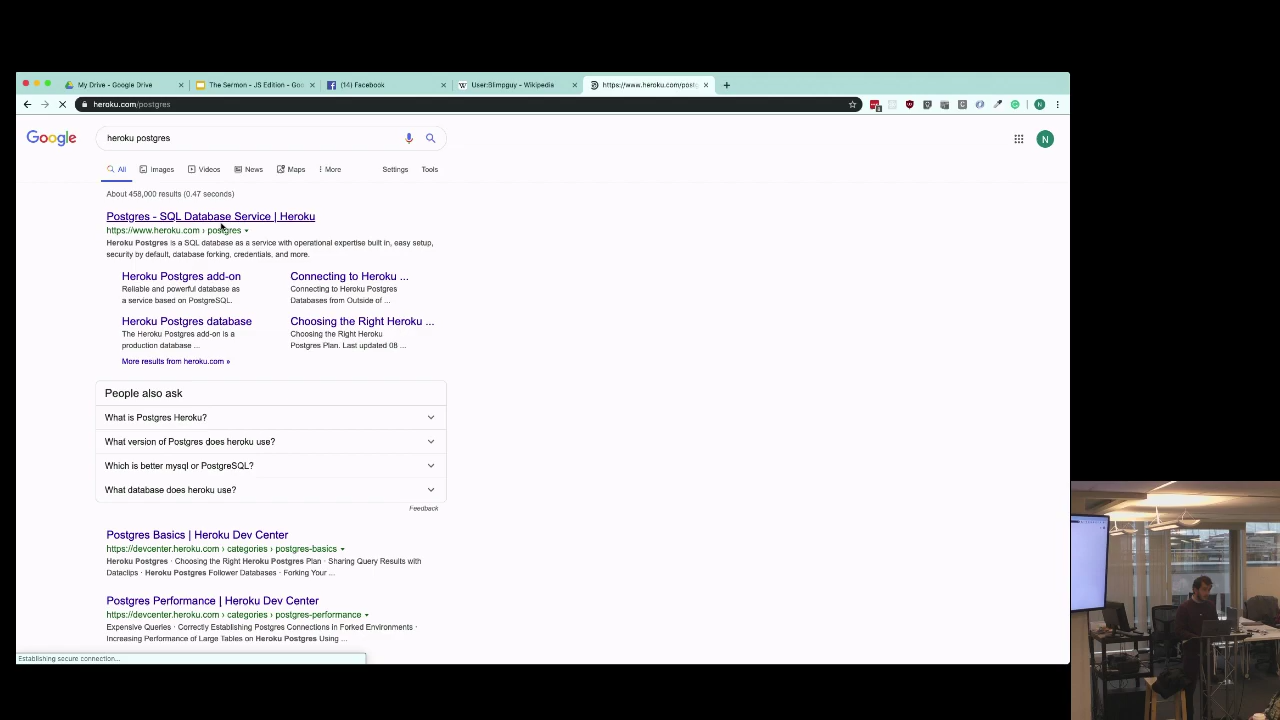 My Drive - Google Drive
The Sermon - JS Edition - Goo
(14) Facebook
User:Blimpguy - Wikipedia
https://www.heroku.com/poste
heroku.com/postgres
Google
heroku postgres
N
All
Images
Videos
News
Maps
More
Settings
Tools
About 458,000 results (0.47 seconds)
Postgres - SQL Database Service | Heroku
https://www.heroku.com › postgres
Heroku Postgres is a SQL database as a service with operational expertise built in, easy setup,
security by default, database forking, credentials, and more.
Heroku Postgres add-on
Reliable and powerful database as
a service based on PostgreSQL.
Connecting to Heroku ...
Connecting to Heroku Postgres
Databases from Outside of ...
Heroku Postgres database
The Heroku Postgres add-on is a
production database ...
Choosing the Right Heroku ...
Choosing the Right Heroku
Postgres Plan. Last updated 08 ...
More results from heroku.com »
People also ask
What is Postgres Heroku?
What version of Postgres does heroku use?
Which is better mysql or PostgreSQL?
What database does heroku use?
Feedback
Postgres Basics | Heroku Dev Center
https://devcenter.heroku.com › categories › postgres-basics
Heroku Postgres · Choosing the Right Heroku Postgres Plan · Sharing Query Results with
Dataclips · Heroku Postgres Follower Databases · Forking Your ...
Postgres Performance | Heroku Dev Center
https://devcenter.heroku.com › categories › postgres-performance
Expensive Queries · Correctly Establishing Postgres Connections in Forked Environments ·
Increasing Performance of Large Tables on Heroku Postgres Using ...
Establishing secure connection...